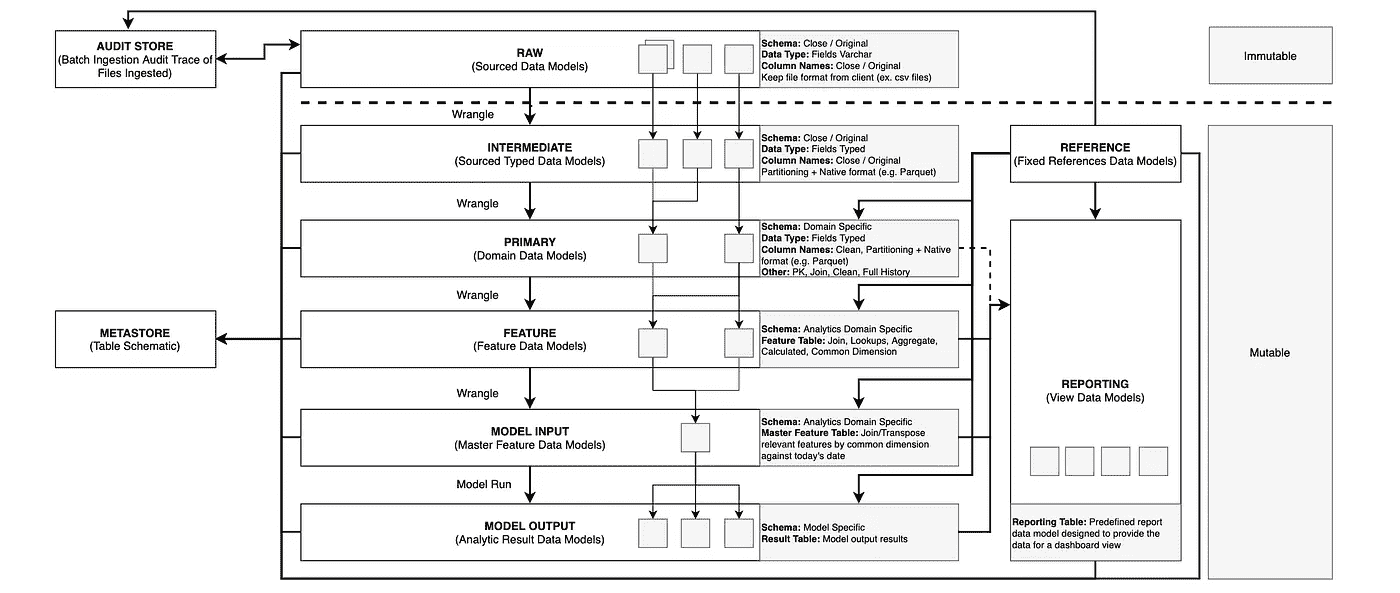 AUDIT STORE
(Batch Ingestion Audit Trace of
Files Ingested)
RAW
(Sourced Data Models)
Schema: Close / Original
Data Type: Fields Varchar
Column Names: Close / Original
Keep file format from client (ex. csv files)
Immutable
Wrangle
INTERMEDIATE
(Sourced Typed Data Models)
Schema: Close / Original
Data Type: Fields Typed
Column Names: Close / Original
Partitioning + Native format (e.g. Parquet)
REFERENCE
(Fixed References Data Models)
Wrangle
PRIMARY
(Domain Data Models)
Schema: Domain Specific
Data Type: Fields Typed
Column Names: Clean, Partitioning + Native
format (e.g. Parquet)
Other: PK, Join, Clean, Full History
Wrangle
METASTORE
(Table Schematic)
FEATURE
(Feature Data Models)
Schema: Analytics Domain Specific
Feature Table: Join, Lookups, Aggregate,
Calculated, Common Dimension
Mutable
REPORTING
(View Data Models)
Wrangle
MODEL INPUT
(Master Feature Data Models)
Schema: Analytics Domain Specific
Master Feature Table: Join/Transpose
relevant features by common dimension
against today's date
Model Run
MODEL OUTPUT
(Analytic Result Data Models)
Schema: Model Specific
Result Table: Model output results
Reporting Table: Predefined report
data model designed to provide the
data for a dashboard view